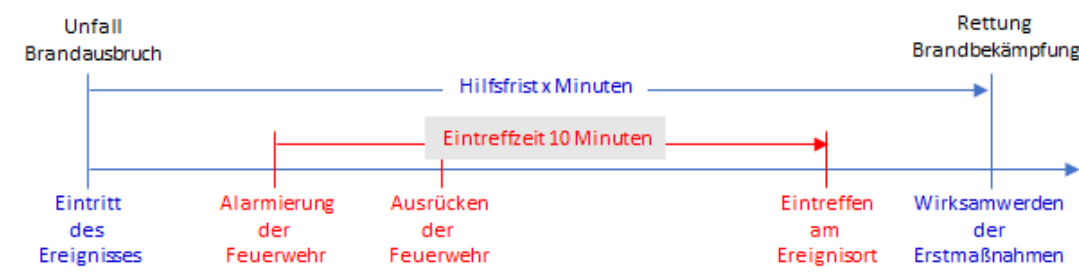 Unfall
Brandausbruch
Rettung
Brandbekämpfung
Hilfsfrist x Minuten
Eintreffzeit 10 Minuten
Eintritt
des
Ereignisses
Alarmierung
der
Feuerwehr
Ausrücken
der
Feuerwehr
Eintreffen
am
Ereignisort
Wirksamwerden
der
Erstmaßnahmen